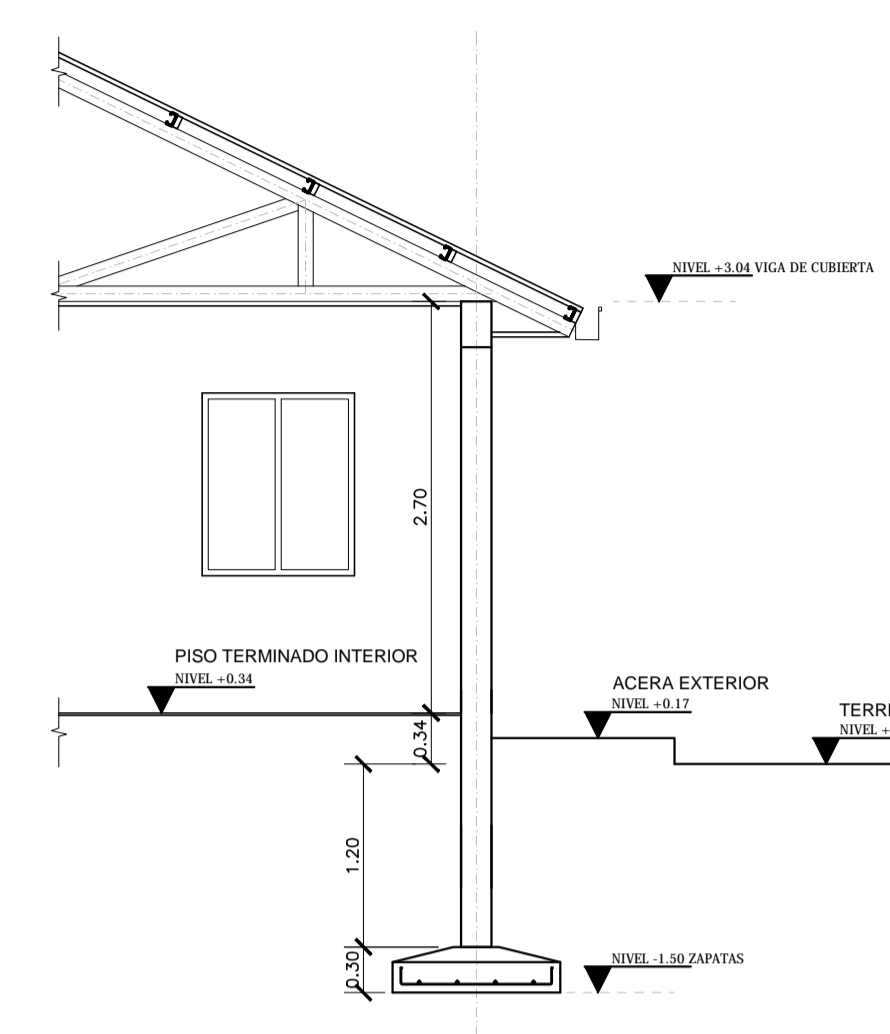 NIVEL +3.04 VIGA DE CUBIERTA
2.70
PISO TERMINADO INTERIOR
NIVEL +0.34
ACERA EXTERIOR
NIVEL +0.17
NIVEL +
0.34
1.20
0.30
NIVEL -1.50 ZAPATAS